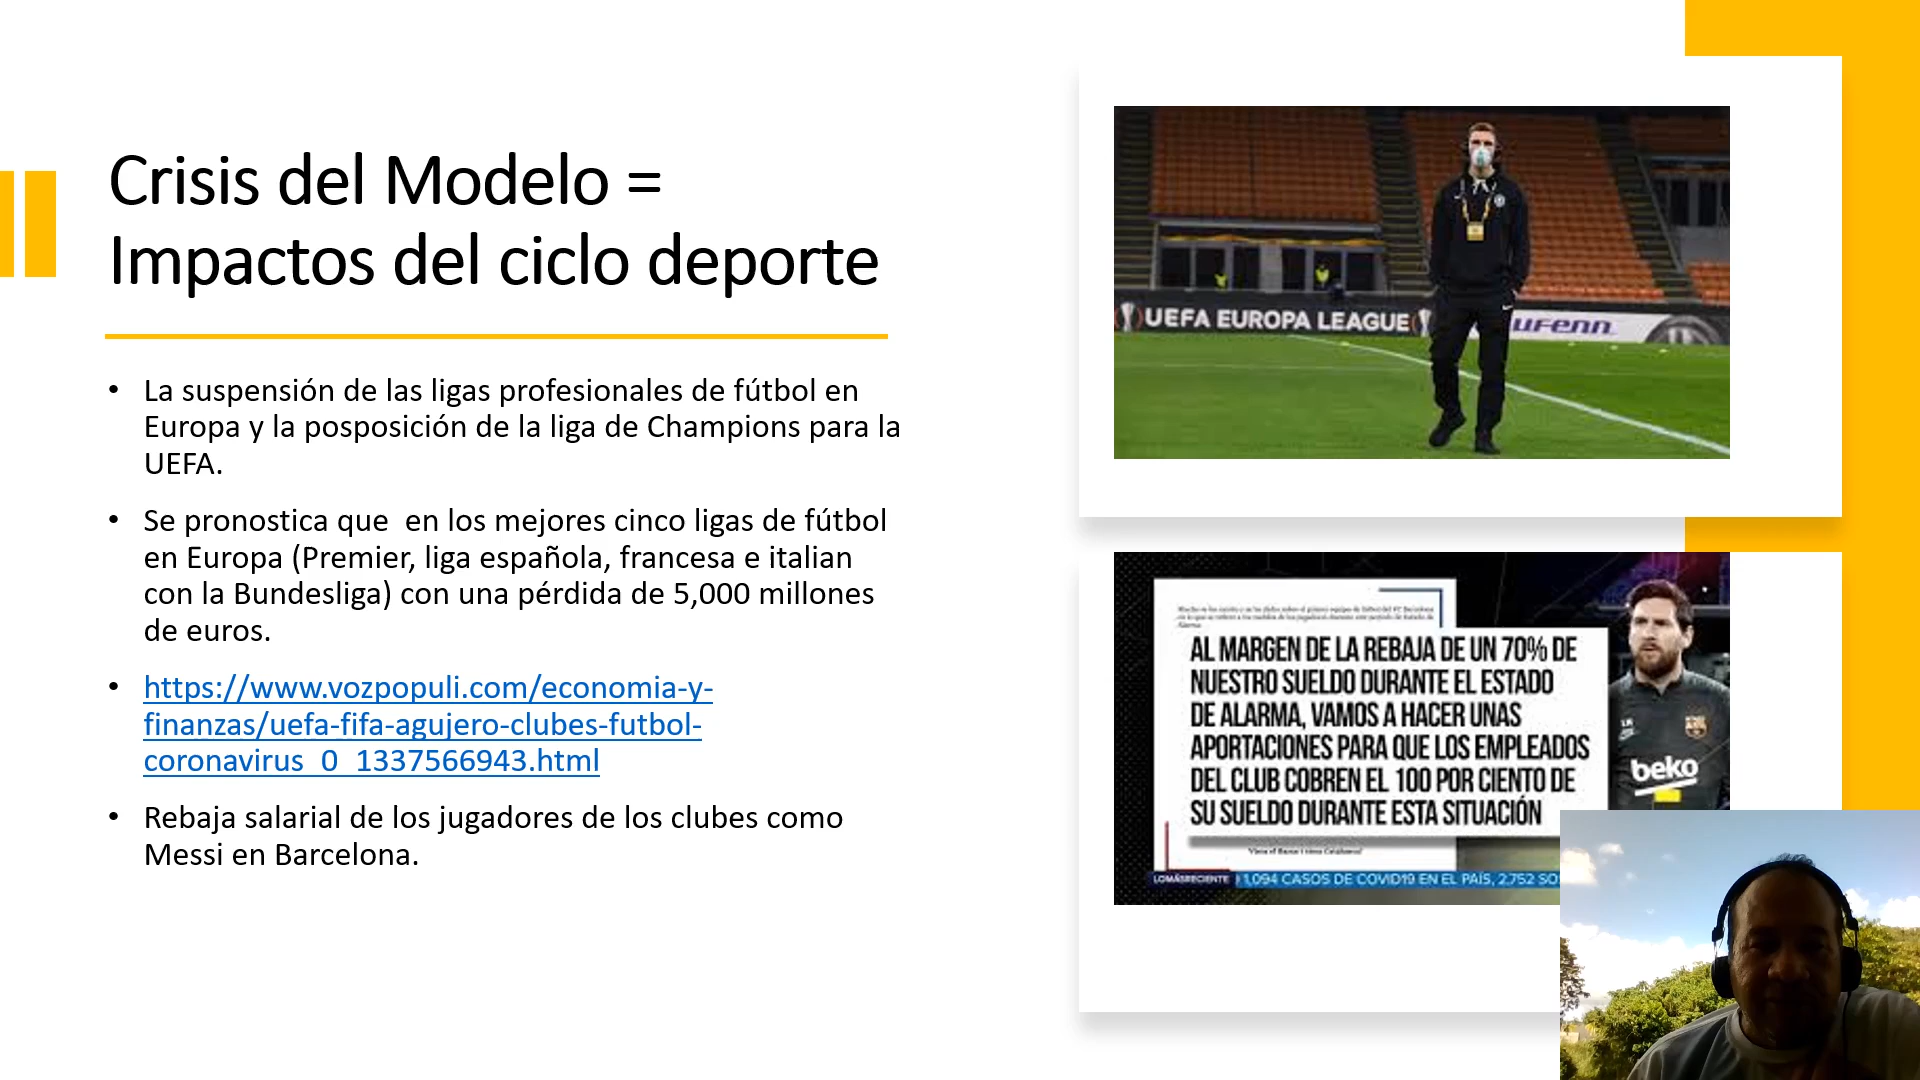 Crisis del Modelo =
Impactos del ciclo deporte
• La suspensión de las ligas profesionales de fútbol en
Europa y la posposición de la liga de Champions para la
UEFA.
• Se pronostica que  en los mejores cinco ligas de fútbol
en Europa (Premier, liga española, francesa e italian
con la Bundesliga) con una pérdida de 5,000 millones
de euros.
• https://www.vozpopuli.com/economia-y-
finanzas/uefa-fifa-agujero-clubes-futbol-
coronavirus_0_1337566943.html
• Rebaja salarial de los jugadores de los clubes como
Messi en Barcelona.
UEFA EUROPA LEAGUE
ufenn
AL MARGEN DE LA REBAJA DE UN 70% DE
NUESTRO SUELDO DURANTE EL ESTADO
DE ALARMA, VAMOS A HACER UNAS
APORTACIONES PARA QUE LOS EMPLEADOS
DEL CLUB COBREN EL 100 POR CIENTO DE
SU SUELDO DURANTE ESTA SITUACIÓN
beko
LOMÁSRECIENTE 1,094 CASOS DE COVID19 EN EL PAÍS, 2,752 SO